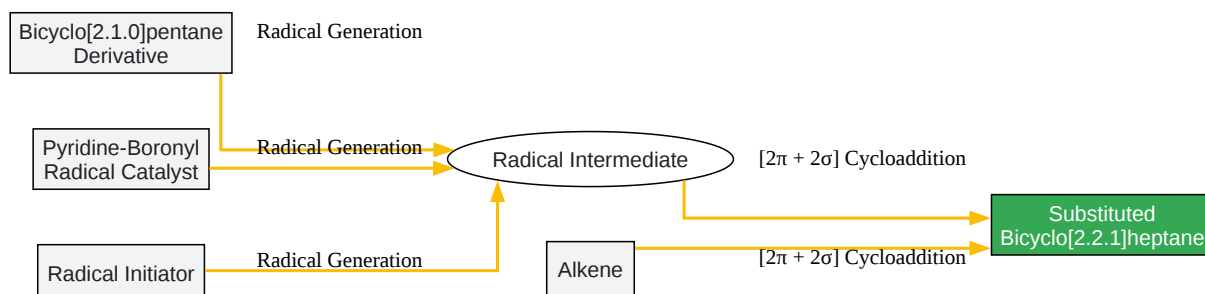 Bicyclo[2.1.0]pentane
Derivative
Radical Generation
Pyridine-Boronyl
Radical Catalyst
Radical Generation
Radical Intermediate
[2π + 2σ] Cycloaddition
Substituted
Bicyclo[2.2.1]heptane
Radical Initiator
Radical Generation
Alkene
[2π + 2σ] Cycloaddition